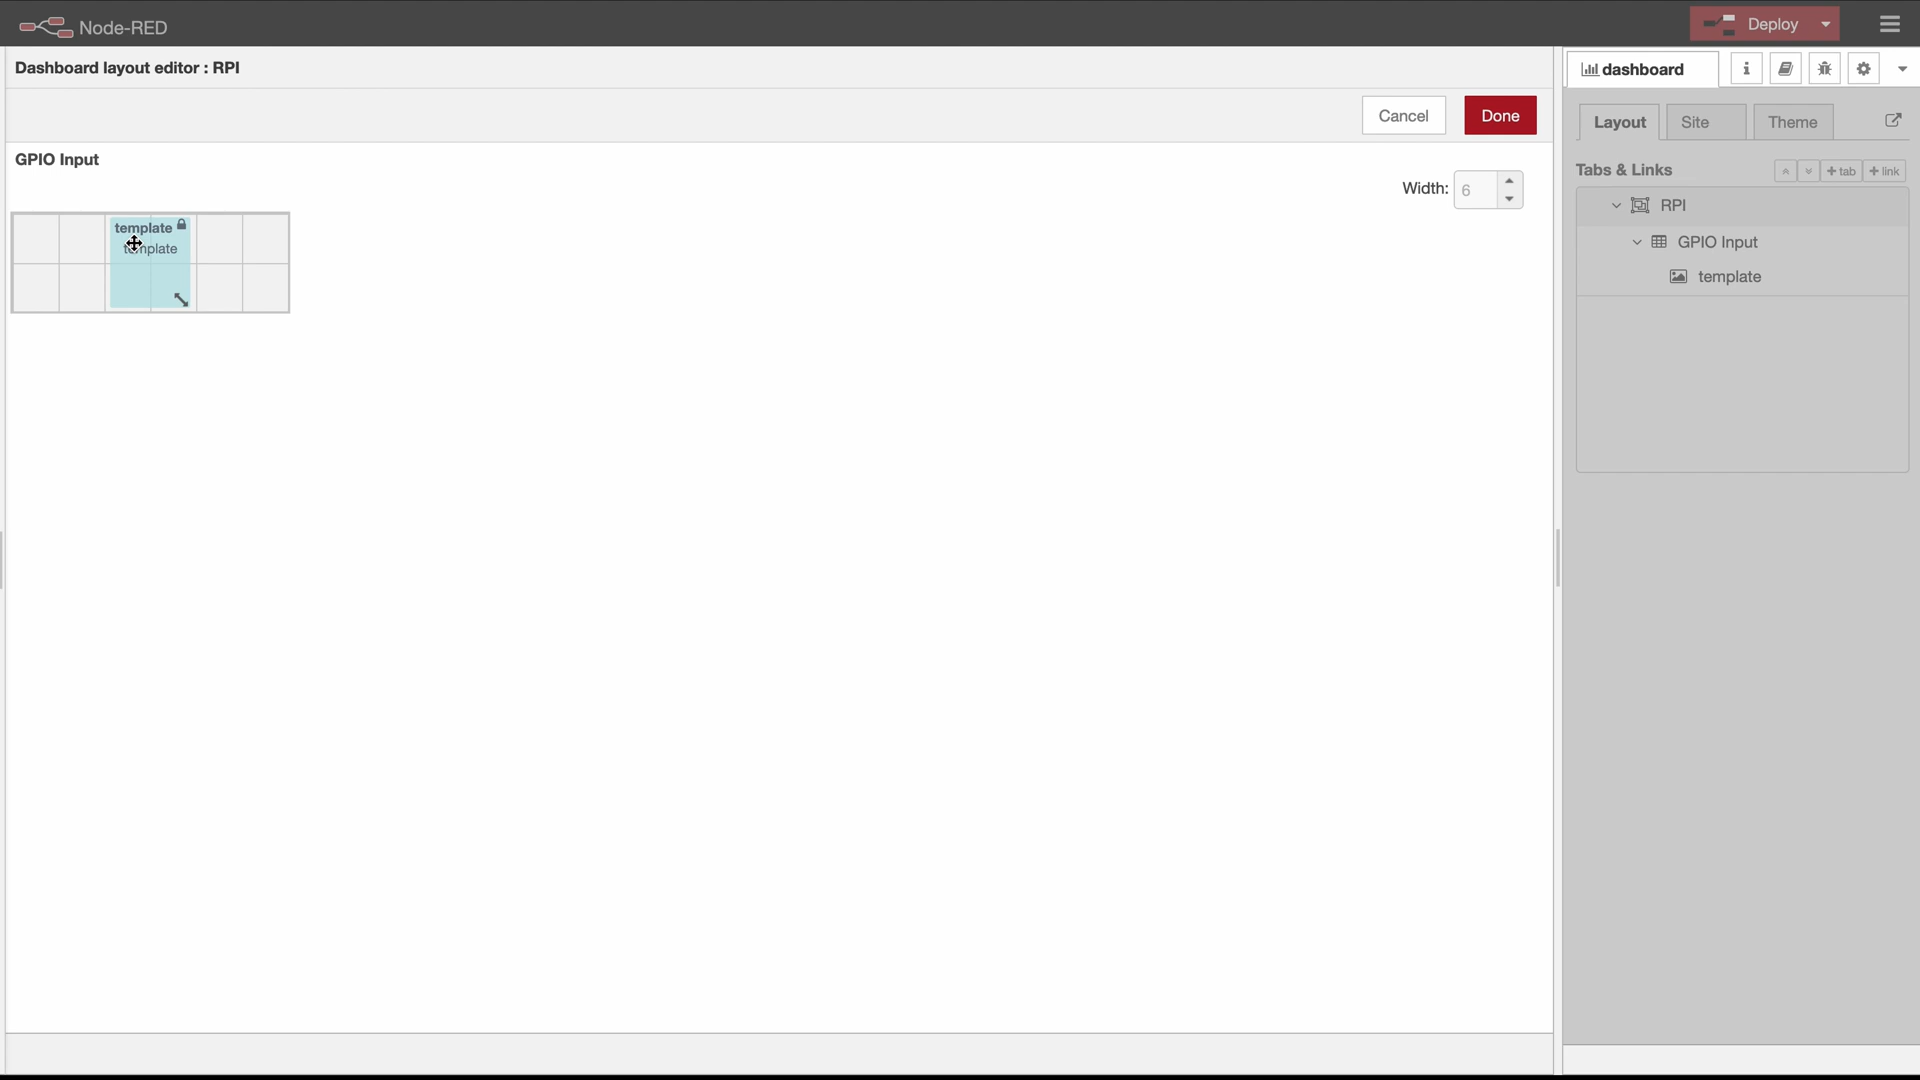 Node-RED
Deploy
Dashboard layout editor : RPI
dashboard
Cancel
Done
Layout
Site
Theme
GPIO Input
Width: 6
Tabs & Links
+ tab
+ link
RPI
GPIO Input
template
template
template